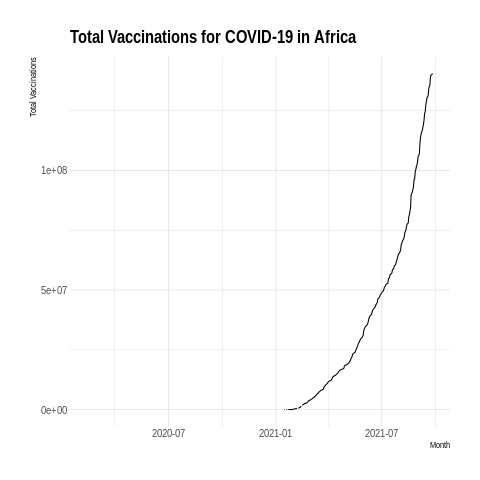 Total Vaccinations for COVID-19 in Africa
Total Vaccinations
1e+08
5e+07
0e+00
2020-07
2021-01
2021-07
Month